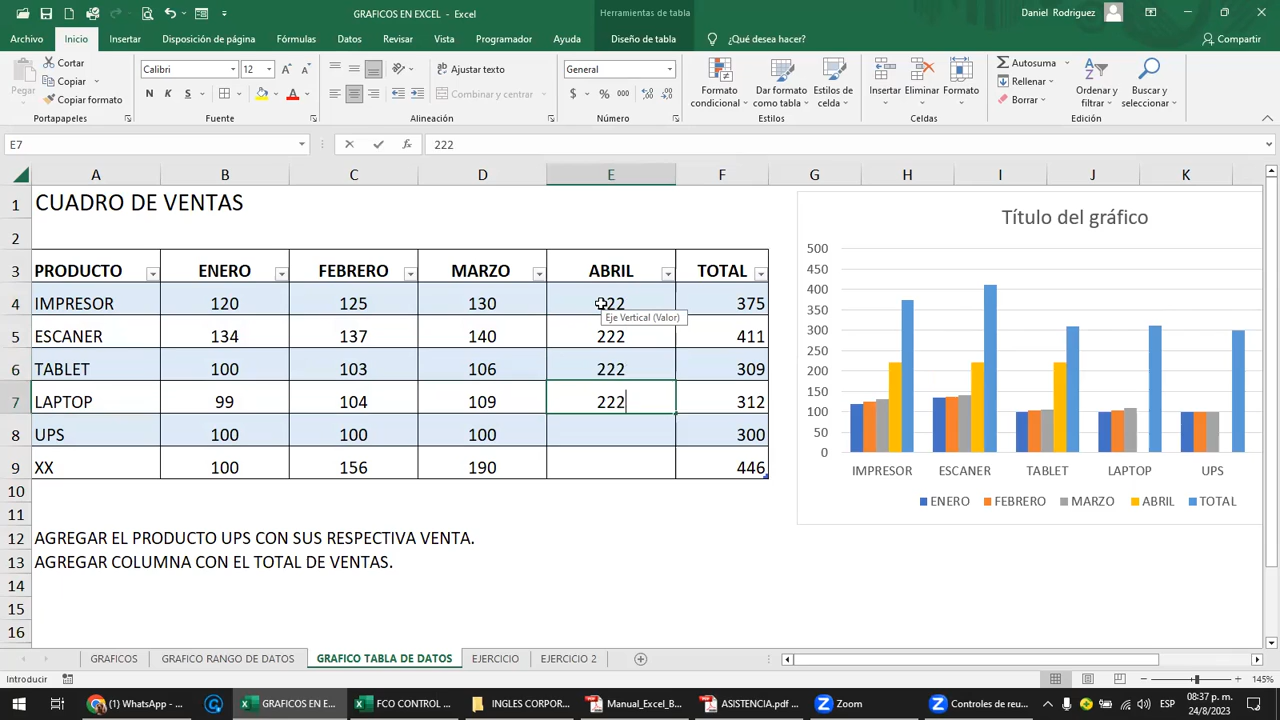 GRAFICOS EN EXCEL - Excel
Herramientas de tabla
Daniel Rodriguez
Archivo Inicio Insertar Disposición de página Fórmulas Datos Revisar Vista Programador Ayuda Diseño de tabla ¿Qué desea hacer? Compartir
Pegar
Cortar
Copiar
Copiar formato
Calibri 12
N K S
Ajustar texto
Combinar y centrar
General
$ % 000
Formato condicional
Dar formato como tabla
Estilos de celda
Insertar
Eliminar
Formato
Autosuma
Rellenar
Borrar
Ordenar y filtrar
Buscar y seleccionar
Portapapeles Fuente Alineación Número Estilos Celdas Edición
E7 fx 222
A B C D E F G H I J K
1 CUADRO DE VENTAS
2
3 PRODUCTO ENERO FEBRERO MARZO ABRIL TOTAL
4 IMPRESOR 120 125 130 222 375
Eje Vertical (Valor)
5 ESCANER 134 137 140 222 411
6 TABLET 100 103 106 222 309
7 LAPTOP 99 104 109 222 312
8 UPS 100 100 100 300
9 XX 100 156 190 446
10
11
12 AGREGAR EL PRODUCTO UPS CON SUS RESPECTIVA VENTA.
13 AGREGAR COLUMNA CON EL TOTAL DE VENTAS.
14
15
16
Título del gráfico
500
450
400
350
300
250
200
150
100
50
0
IMPRESOR ESCANER TABLET LAPTOP UPS
ENERO FEBRERO MARZO ABRIL TOTAL
GRAFICOS GRAFICO RANGO DE DATOS GRAFICO TABLA DE DATOS EJERCICIO EJERCICIO 2
Introducir
145%
(1) WhatsApp - ...
GRAFICOS EN E...
FCO CONTROL ...
INGLES CORPOR...
Manual_Excel_B...
ASISTENCIA.pdf ...
Zoom
Controles de reu...
ESP
08:37 p. m.
24/8/2023